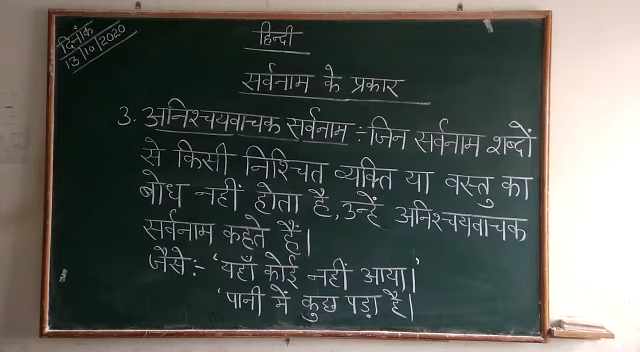 दिनांक
13/10/2020
हिन्दी
सर्वनाम के प्रकार
3. अनिश्चयवाचक सर्वनाम :- जिन सर्वनाम शब्दों
से किसी निश्चित व्यक्ति या वस्तु का
बोध नहीं होता है, उन्हें अनिश्चयवाचक
सर्वनाम कहते हैं।
जैसे:- 'यहाँ कोई नहीं आया।'
'पानी में कुछ पड़ा है।